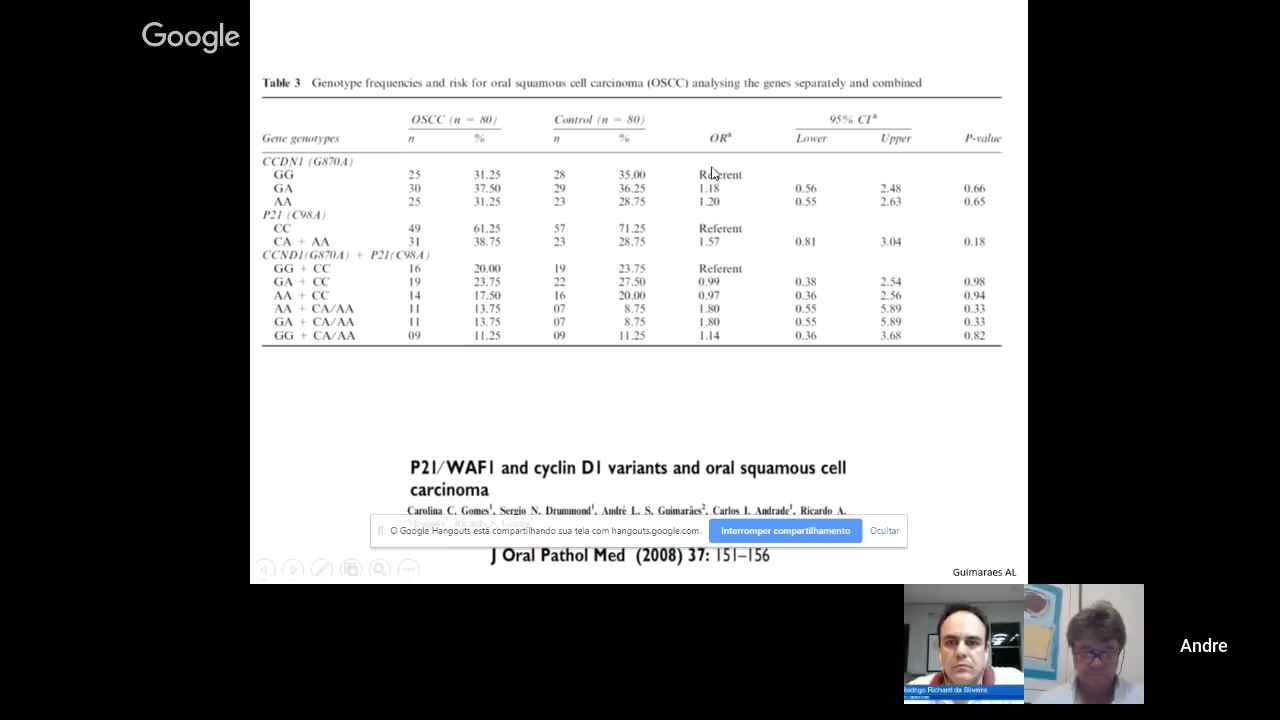 Google
Table 3 Genotype frequencies and risk for oral squamous cell carcinoma (OSCC) analysing the genes separately and combined
OSCC (n = 80) Control (n = 80) 95% CIa
Gene genotypes n % n % ORa Lower Upper P-value
CCDN1 (G870A)
GG 25 31.25 28 35.00 Referent
GA 30 37.50 29 36.25 1.18 0.56 2.48 0.66
AA 25 31.25 23 28.75 1.20 0.55 2.63 0.65
P21 (C98A)
CC 49 61.25 57 71.25 Referent
CA + AA 31 38.75 23 28.75 1.57 0.81 3.04 0.18
CCND1(G870A) + P21(C98A)
GG + CC 16 20.00 19 23.75 Referent
GA + CC 19 23.75 22 27.50 0.99 0.38 2.54 0.98
AA + CC 14 17.50 16 20.00 0.97 0.36 2.56 0.94
AA + CA/AA 11 13.75 07 8.75 1.80 0.55 5.89 0.33
GA + CA/AA 11 13.75 07 8.75 1.80 0.55 5.89 0.33
GG + CA/AA 09 11.25 09 11.25 1.14 0.36 3.68 0.82
P21/WAF1 and cyclin D1 variants and oral squamous cell
carcinoma
Carolina C. Gomes1, Sergio N. Drummond1, André L. S. Guimarães2, Carlos I. Andrade1, Ricardo A.
O Google Hangouts está compartilhando sua tela com hangouts.google.com. Interromper compartilhamento Ocultar
J Oral Pathol Med (2008) 37: 151–156
Guimaraes AL
Rodrigo Richard da Silveira
Andre